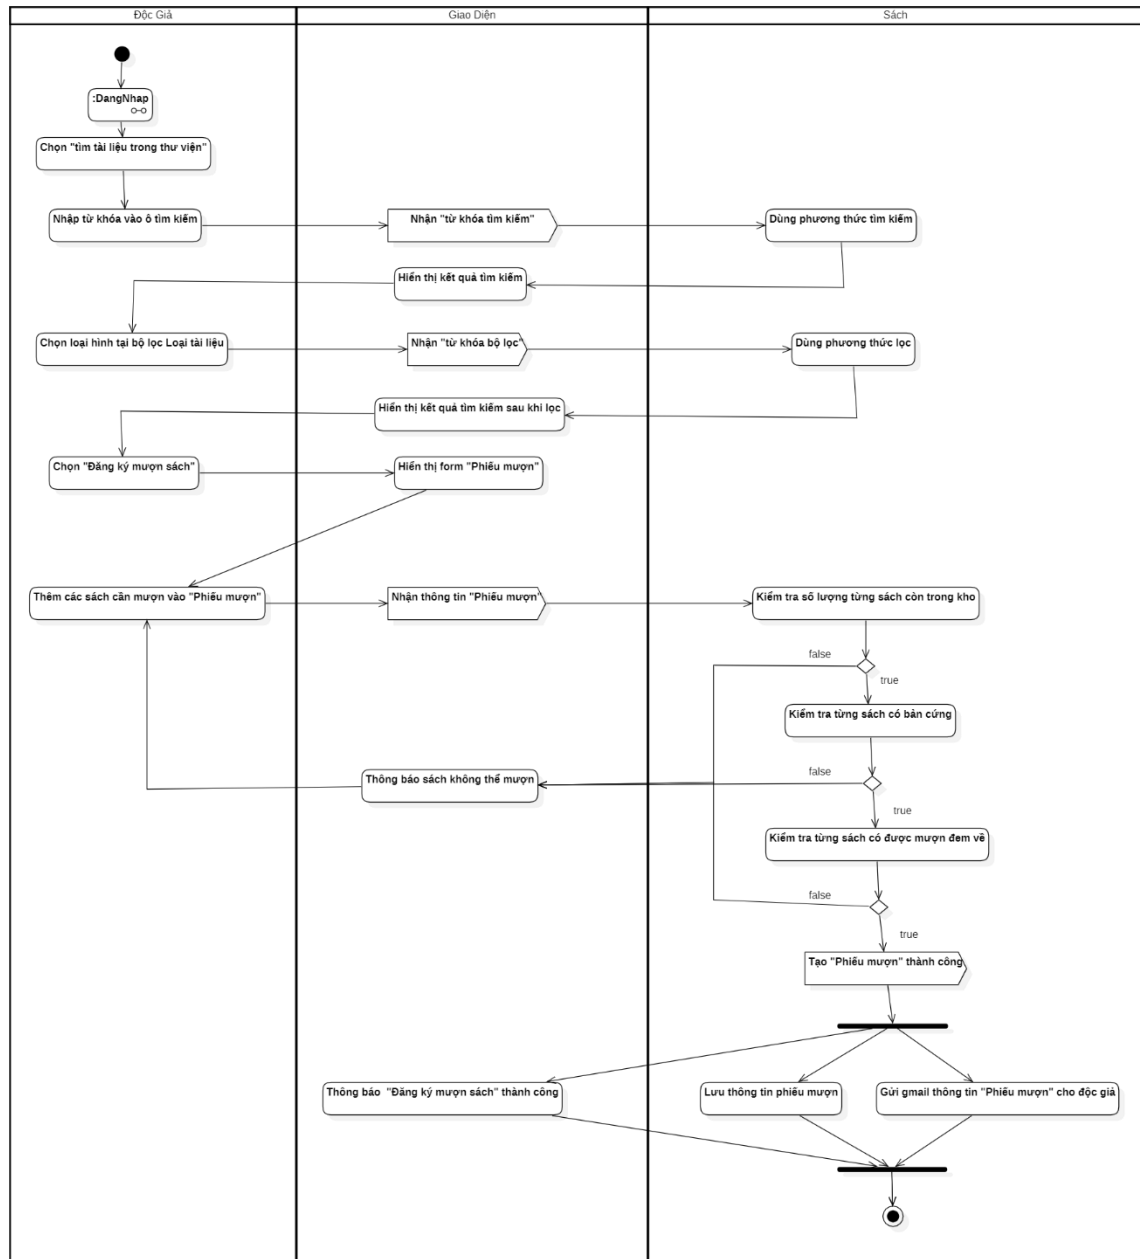 Độc Giả
Giao Diện
Sách
:DangNhap
Chọn "tìm tài liệu trong thư viện"
Nhập từ khóa vào ô tìm kiếm
Nhận "từ khóa tìm kiếm"
Dùng phương thức tìm kiếm
Hiển thị kết quả tìm kiếm
Chọn loại hình tại bộ lọc Loại tài liệu
Nhận "từ khóa bộ lọc"
Dùng phương thức lọc
Hiển thị kết quả tìm kiếm sau khi lọc
Chọn "Đăng ký mượn sách"
Hiển thị form "Phiếu mượn"
Thêm các sách cần mượn vào "Phiếu mượn"
Nhận thông tin "Phiếu mượn"
Kiểm tra số lượng từng sách còn trong kho
false
true
Kiểm tra từng sách có bản cứng
Thông báo sách không thể mượn
false
true
Kiểm tra từng sách có được mượn đem về
false
true
Tạo "Phiếu mượn" thành công
Thông báo  "Đăng ký mượn sách" thành công
Lưu thông tin phiếu mượn
Gửi gmail thông tin "Phiếu mượn" cho độc giả